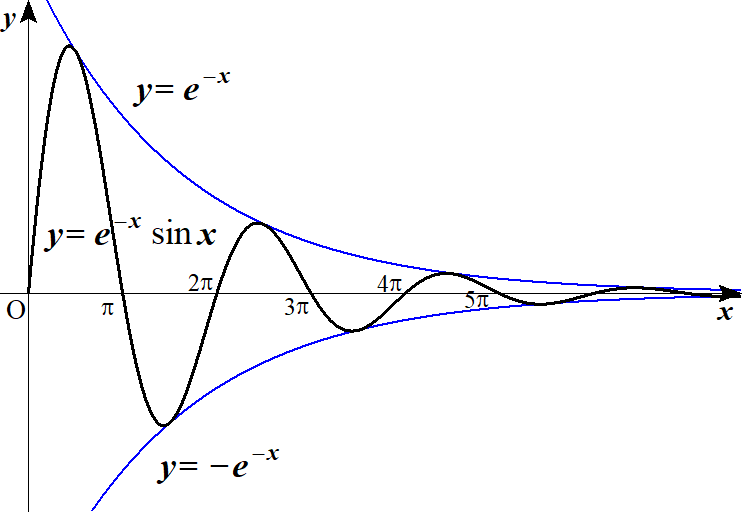 y
y= e^{-x}
y= e^{-x} sin x
2π
4π
O
π
3π
5π
x
y= -e^{-x}